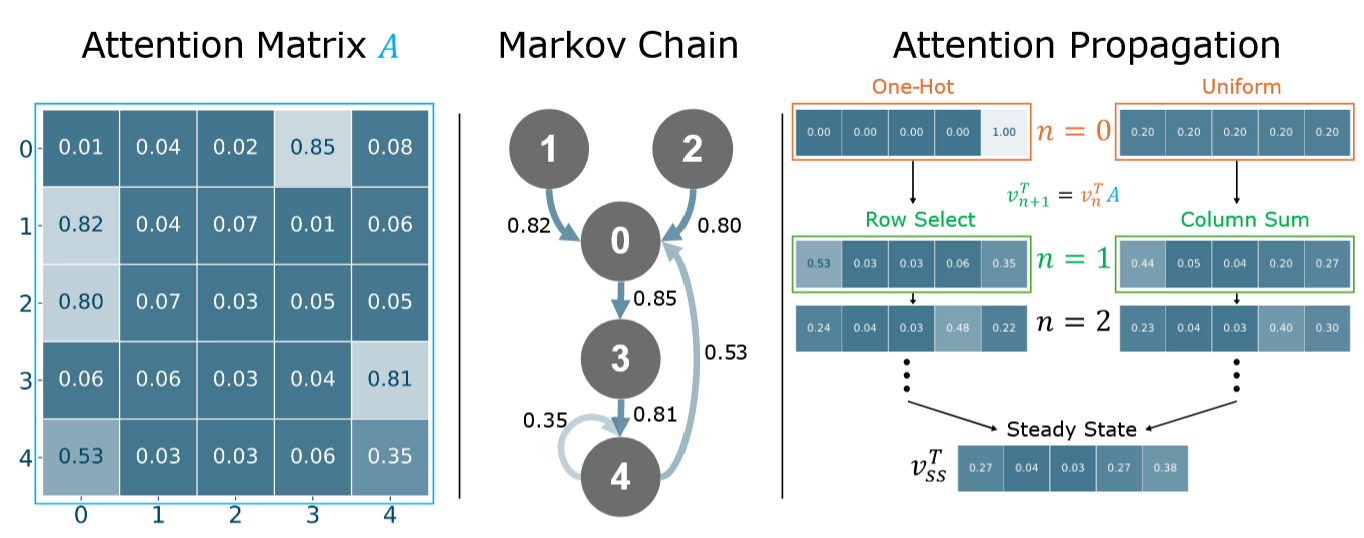 Attention Matrix A
0 0.01 0.04 0.02 0.85 0.08
1 0.82 0.04 0.07 0.01 0.06
2 0.80 0.07 0.03 0.05 0.05
3 0.06 0.06 0.03 0.04 0.81
4 0.53 0.03 0.03 0.06 0.35
0 1 2 3 4
Markov Chain
1 2
0.82 0.80
0
0.85
3
0.53
0.35 0.81
4
Attention Propagation
One-Hot Uniform
0.00 0.00 0.00 0.00 1.00 n = 0 0.20 0.20 0.20 0.20 0.20
v^T_{n+1} = v^T_n A
Row Select Column Sum
0.53 0.03 0.03 0.06 0.35 n = 1 0.44 0.05 0.04 0.20 0.27
0.24 0.04 0.03 0.48 0.22 n = 2 0.23 0.04 0.03 0.40 0.30
Steady State
v^T_{ss} 0.27 0.04 0.03 0.27 0.38